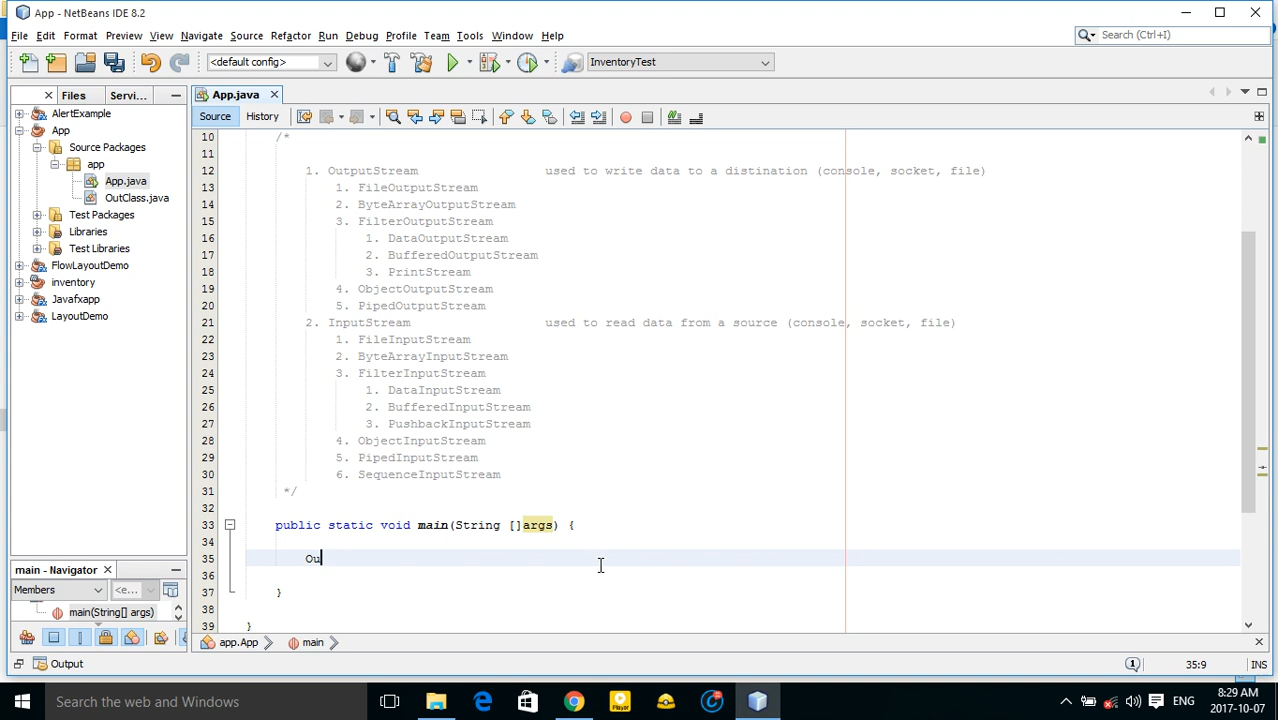 App - NetBeans IDE 8.2
File Edit Format Preview View Navigate Source Refactor Run Debug Profile Team Tools Window Help
Search (Ctrl+I)
<default config>
InventoryTest
Files Servi...
App.java
AlertExample
App
Source Packages
app
App.java
OutClass.java
Test Packages
Libraries
Test Libraries
FlowLayoutDemo
inventory
Javafxapp
LayoutDemo
main - Navigator
Members <e...
main(String[] args)
Source History
10 /*
11
12 1. OutputStream used to write data to a distination (console, socket, file)
13 1. FileOutputStream
14 2. ByteArrayOutputStream
15 3. FilterOutputStream
16 1. DataOutputStream
17 2. BufferedOutputStream
18 3. PrintStream
19 4. ObjectOutputStream
20 5. PipedOutputStream
21 2. InputStream used to read data from a source (console, socket, file)
22 1. FileInputStream
23 2. ByteArrayInputStream
24 3. FilterInputStream
25 1. DataInputStream
26 2. BufferedInputStream
27 3. PushbackInputStream
28 4. ObjectInputStream
29 5. PipedInputStream
30 6. SequenceInputStream
31 */
32
33 public static void main(String []args) {
34
35 Ou
36
37 }
38
39 }
app.App main
Output
1 35:9 INS
Search the web and Windows
Player
ENG
8:29 AM
2017-10-07